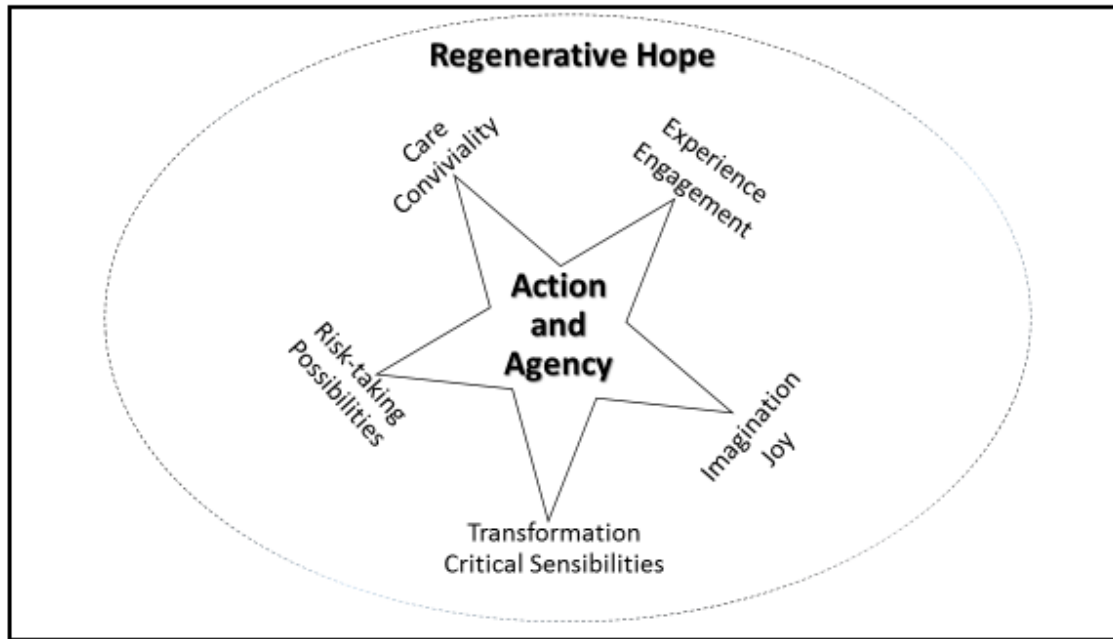 Regenerative Hope
Care
Conviviality
Experience
Engagement
Action
and
Agency
Risk-taking
Possibilities
Imagination
Joy
Transformation
Critical Sensibilities